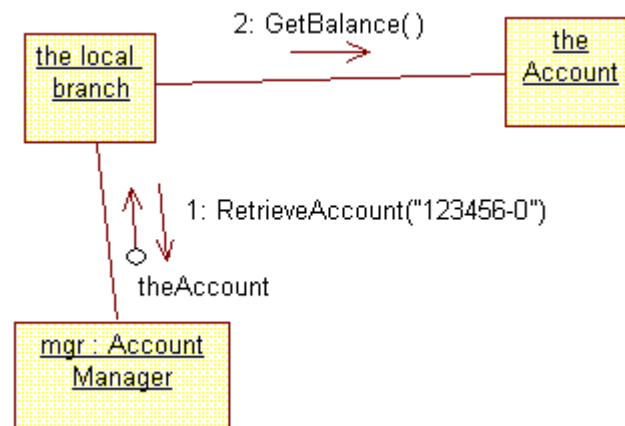 2: GetBalance( )
the local
branch
the
Account
1: RetrieveAccount("123456-0")
theAccount
mgr : Account
Manager